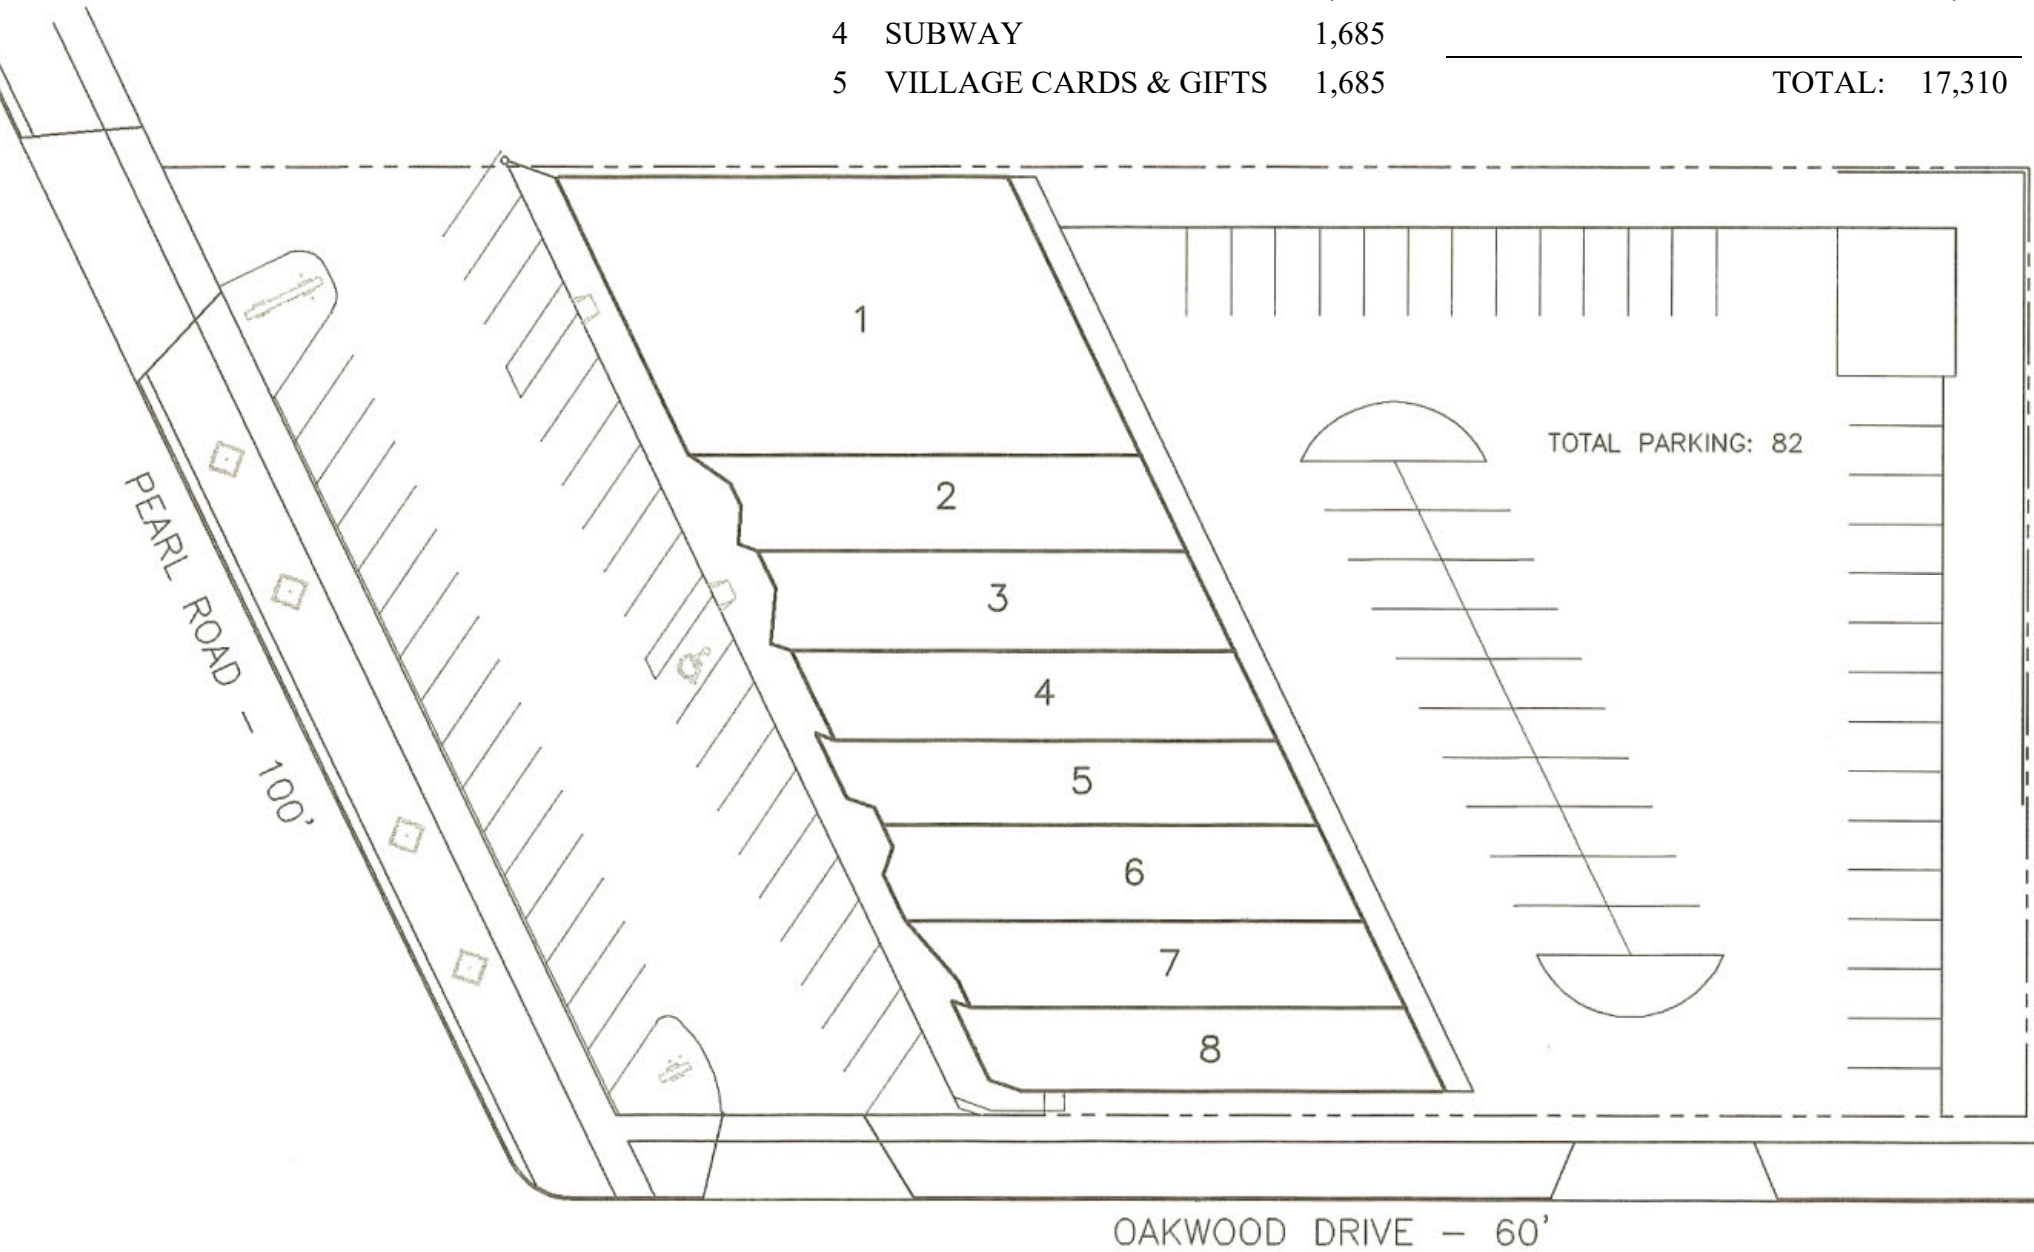 4 SUBWAY 1,685
5 VILLAGE CARDS & GIFTS 1,685 TOTAL: 17,310
1
TOTAL PARKING: 82
2
3
4
5
6
7
8
PEARL ROAD - 100'
OAKWOOD DRIVE - 60'